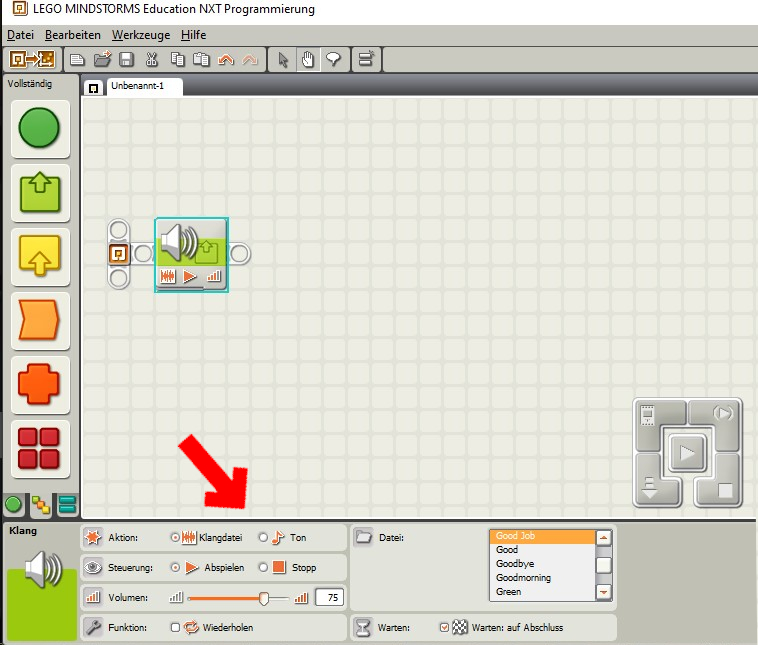 LEGO MINDSTORMS Education NXT Programmierung
Datei Bearbeiten Werkzeuge Hilfe
Vollständig
Unbenannt-1
Klang
Aktion: Klangdatei Ton
Steuerung: Abspielen Stopp
Volumen: 75
Funktion: Wiederholen
Datei:
Good Job
Good
Goodbye
Goodmorning
Green
Warten: Warten: auf Abschluss